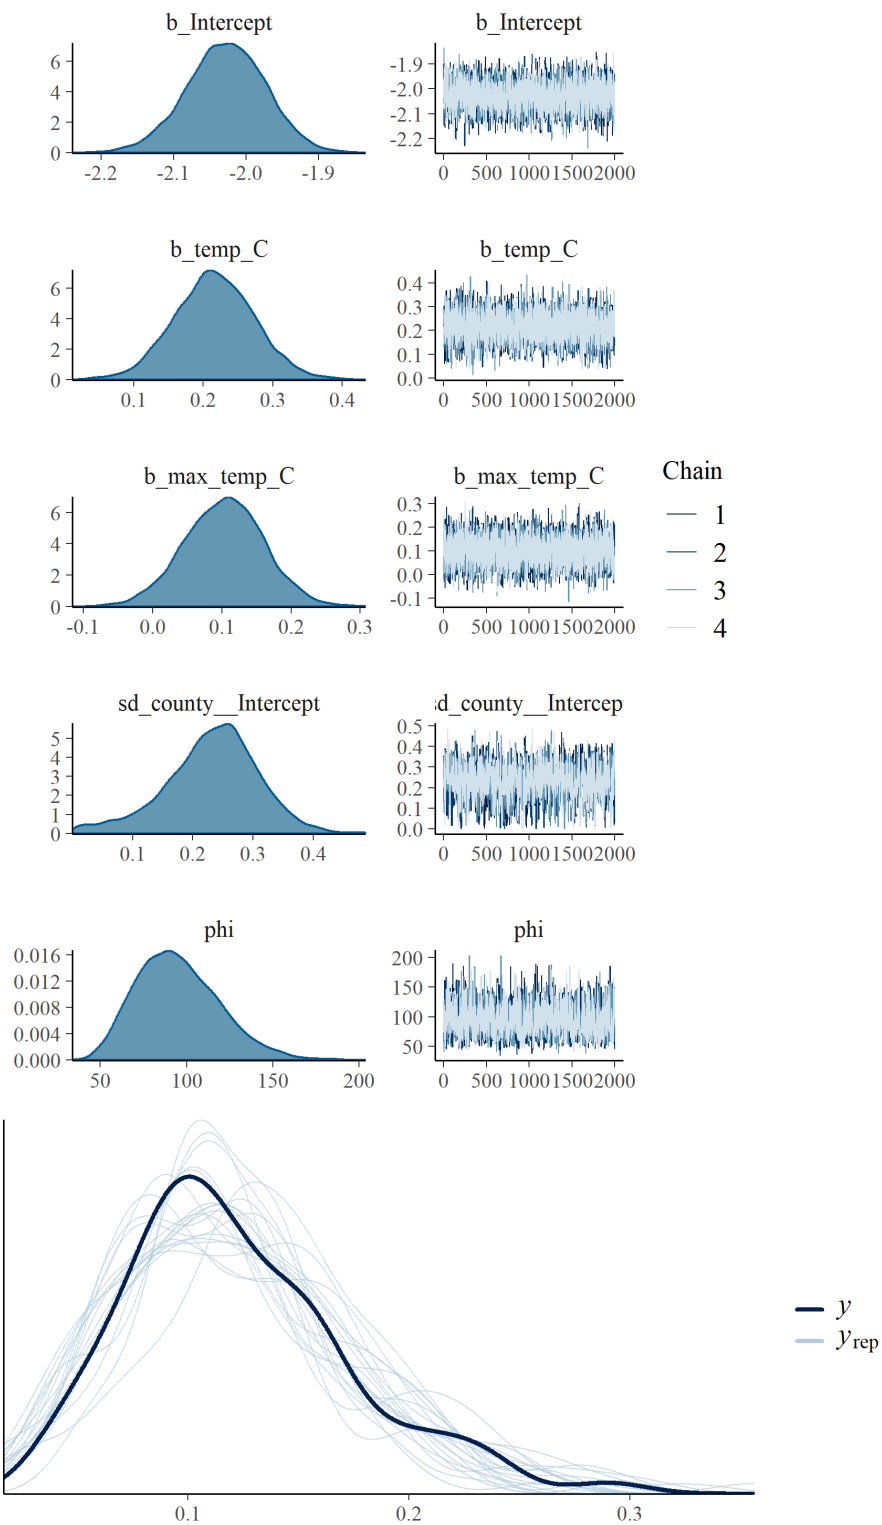 b_Intercept b_Intercept
6
4
2
0
-2.2 -2.1 -2.0 -1.9
-1.9
-2.0
-2.1
-2.2
0 500 1000 1500 2000
b_temp_C b_temp_C
6
4
2
0
0.1 0.2 0.3 0.4
0.4
0.3
0.2
0.1
0.0
0 500 1000 1500 2000
b_max_temp_C b_max_temp_C
6
4
2
0
-0.1 0.0 0.1 0.2 0.3
0.3
0.2
0.1
0.0
-0.1
0 500 1000 1500 2000
Chain
1
2
3
4
sd_county__Intercept sd_county__Intercep
5
4
3
2
1
0
0.1 0.2 0.3 0.4
0.5
0.4
0.3
0.2
0.1
0.0
0 500 1000 1500 2000
phi phi
0.016
0.012
0.008
0.004
0.000
50 100 150 200
200
150
100
50
0 500 1000 1500 2000
y
yrep
0.1 0.2 0.3